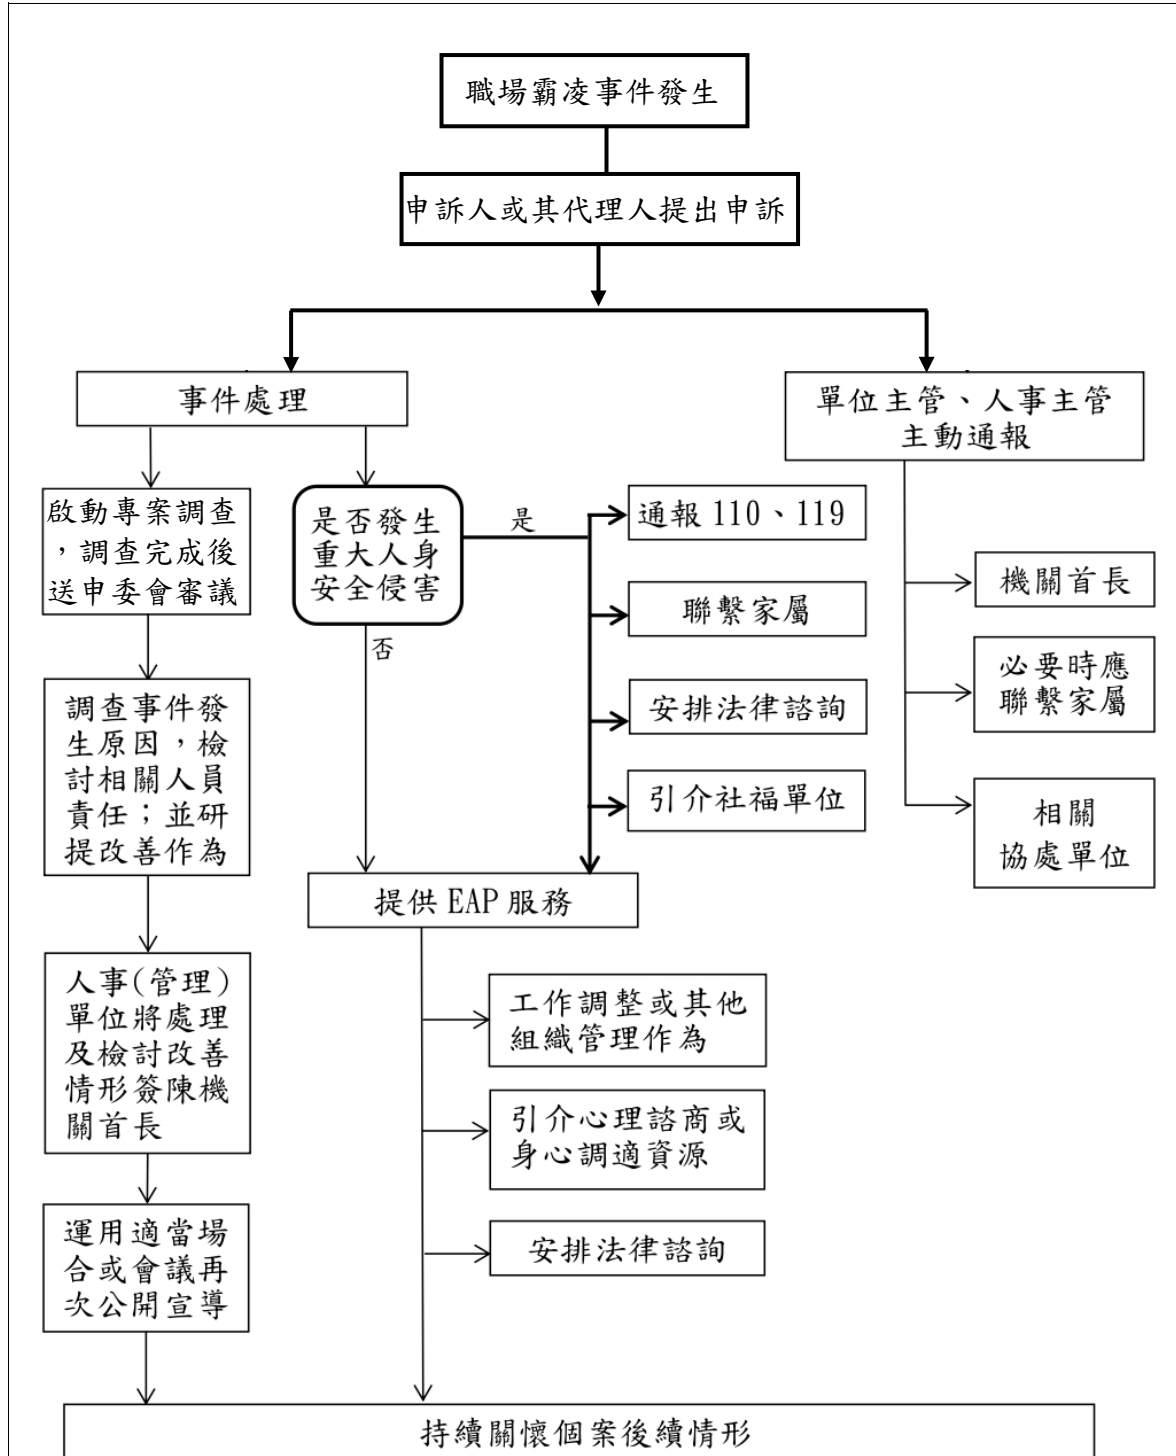 職場霸凌事件發生
申訴人或其代理人提出申訴
事件處理
單位主管、人事主管
主動通報
啟動專案調查
，調查完成後
送申委會審議
是否發生
重大人身
安全侵害
是
否
通報 110、119
聯繫家屬
安排法律諮詢
引介社福單位
機關首長
必要時應
聯繫家屬
相關
協處單位
調查事件發
生原因，檢
討相關人員
責任；並研
提改善作為
提供 EAP 服務
人事(管理)
單位將處理
及檢討改善
情形簽陳機
關首長
工作調整或其他
組織管理作為
引介心理諮商或
身心調適資源
安排法律諮詢
運用適當場
合或會議再
次公開宣導
持續關懷個案後續情形